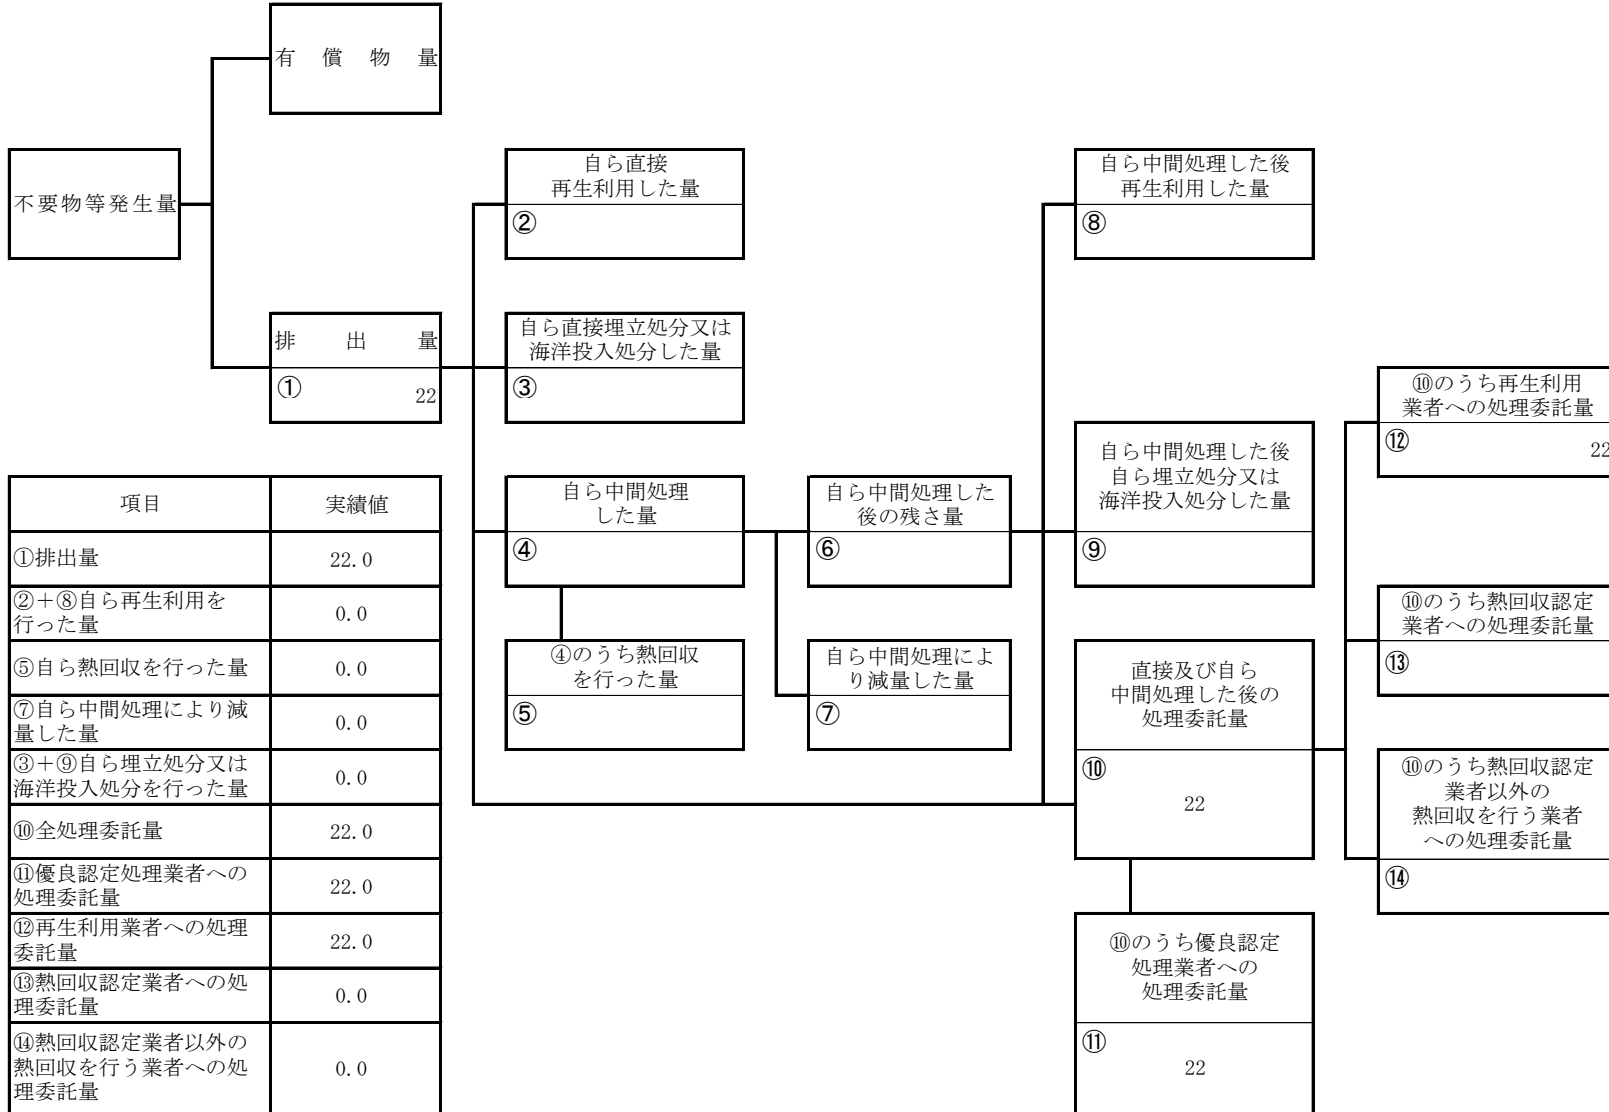 有償物量
不要物等発生量
自ら直接
再生利用した量
②
自ら中間処理した後
再生利用した量
⑧
排出量
①
22
自ら直接埋立処分又は
海洋投入処分した量
③
⑩のうち再生利用
業者への処理委託量
⑫
22
自ら中間処理した後
自ら埋立処分又は
海洋投入処分した量
⑨
自ら中間処理
した量
④
自ら中間処理した
後の残さ量
⑥
④のうち熱回収
を行った量
⑤
自ら中間処理によ
り減量した量
⑦
⑩のうち熱回収認定
業者への処理委託量
⑬
直接及び自ら
中間処理した後の
処理委託量
⑩
22
⑩のうち熱回収認定
業者以外の
熱回収を行う業者
への処理委託量
⑭
⑩のうち優良認定
処理業者への
処理委託量
⑪
22
項目 実績値
①排出量 22.0
②+⑧自ら再生利用を
行った量 0.0
⑤自ら熱回収を行った量 0.0
⑦自ら中間処理により減
量した量 0.0
③+⑨自ら埋立処分又は
海洋投入処分を行った量 0.0
⑩全処理委託量 22.0
⑪優良認定処理業者への
処理委託量 22.0
⑫再生利用業者への処理
委託量 22.0
⑬熱回収認定業者への処
理委託量 0.0
⑭熱回収認定業者以外の
熱回収を行う業者への処
理委託量 0.0